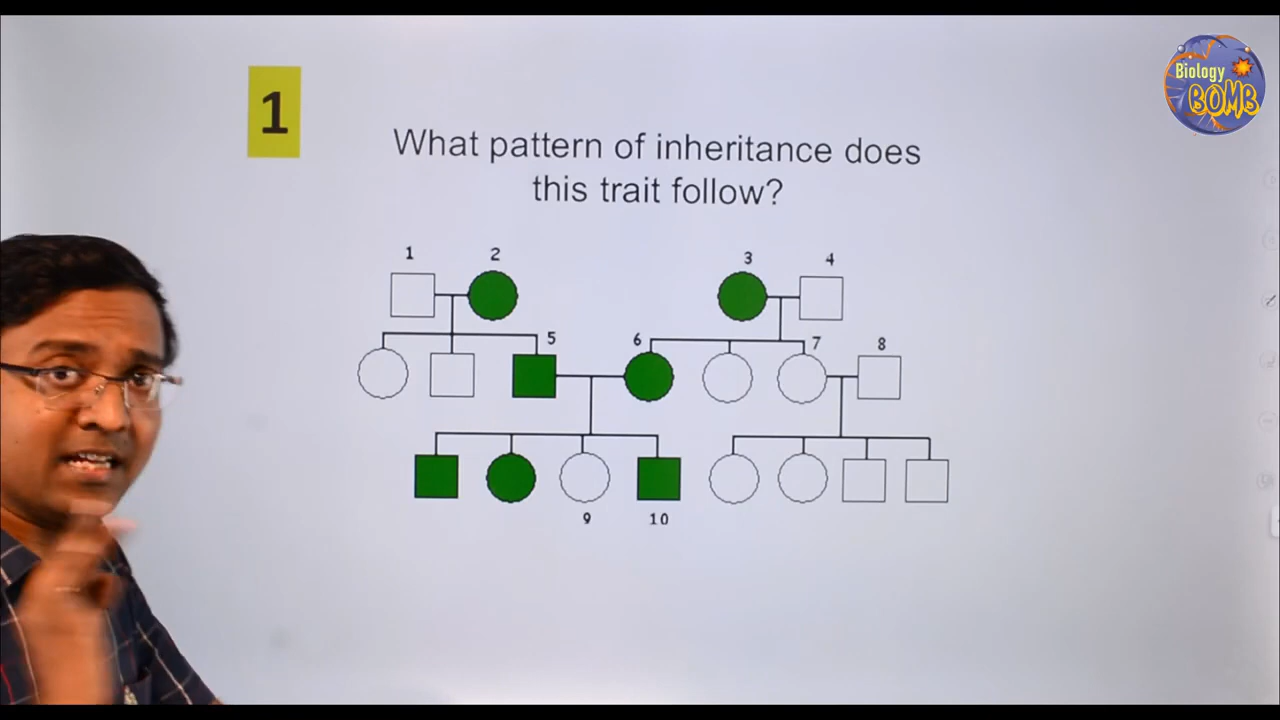 Biology
BOMB
1
What pattern of inheritance does
this trait follow?
1
2
3
4
5
6
7
8
9
10